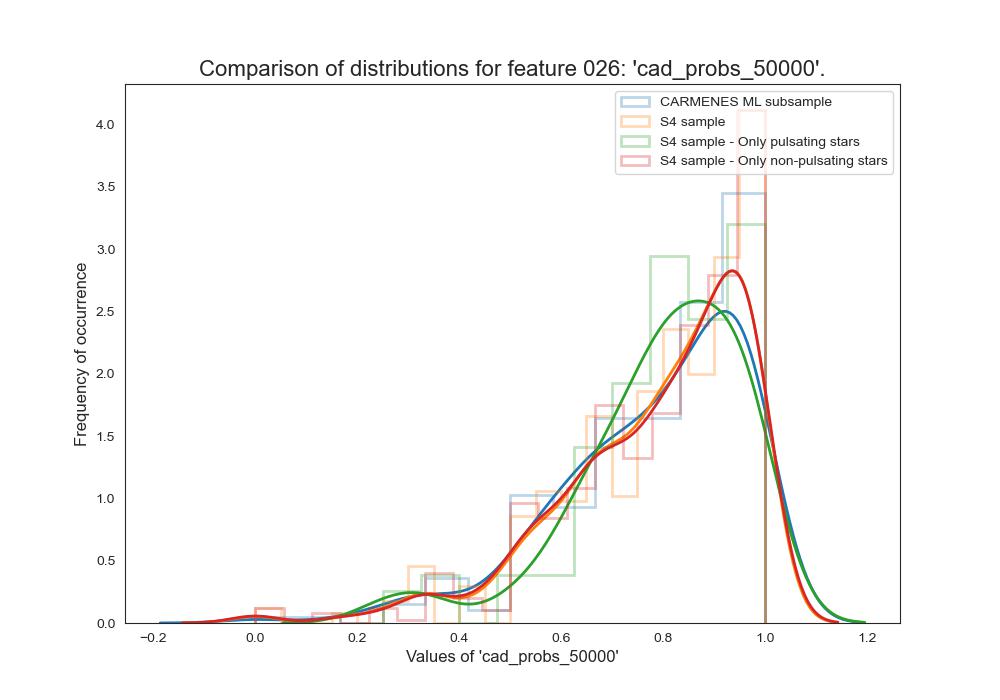 Comparison of distributions for feature 026: 'cad_probs_50000'.
CARMENES ML subsample
S4 sample
S4 sample - Only pulsating stars
S4 sample - Only non-pulsating stars
Frequency of occurrence
4.0
3.5
3.0
2.5
2.0
1.5
1.0
0.5
0.0
−0.2 0.0 0.2 0.4 0.6 0.8 1.0 1.2
Values of 'cad_probs_50000'